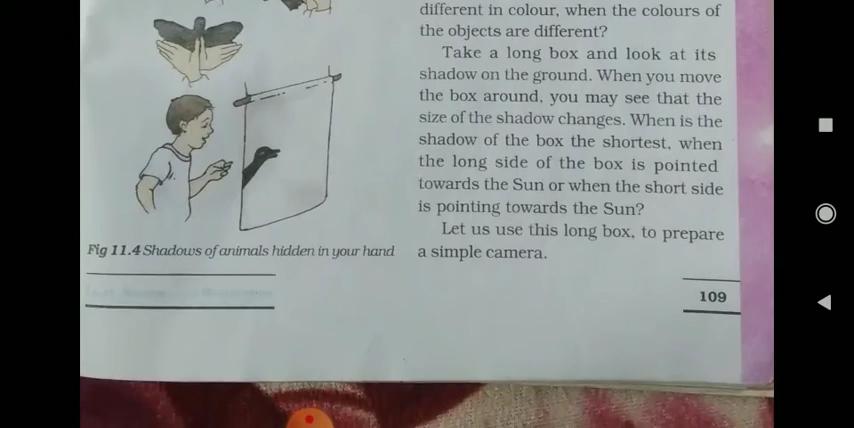 different in colour, when the colours of
the objects are different?
Take a long box and look at its
shadow on the ground. When you move
the box around, you may see that the
size of the shadow changes. When is the
shadow of the box the shortest, when
the long side of the box is pointed
towards the Sun or when the short side
is pointing towards the Sun?
Let us use this long box, to prepare
a simple camera.
Fig 11.4 Shadows of animals hidden in your hand
109